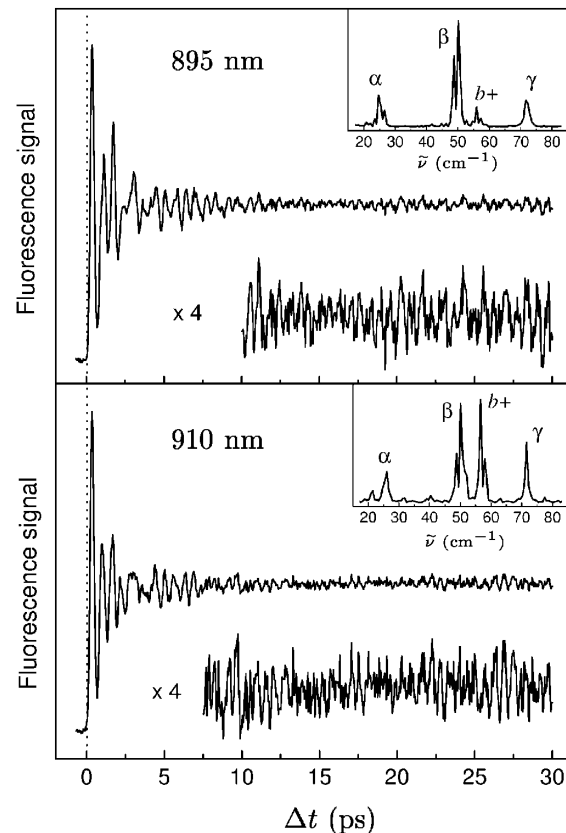 Fluorescence signal
895 nm
α
β
b+
γ
20 30 40 50 60 70 80
ν̃ (cm⁻¹)
x 4
Fluorescence signal
910 nm
α
β
b+
γ
20 30 40 50 60 70 80
ν̃ (cm⁻¹)
x 4
0 5 10 15 20 25 30
Δt (ps)